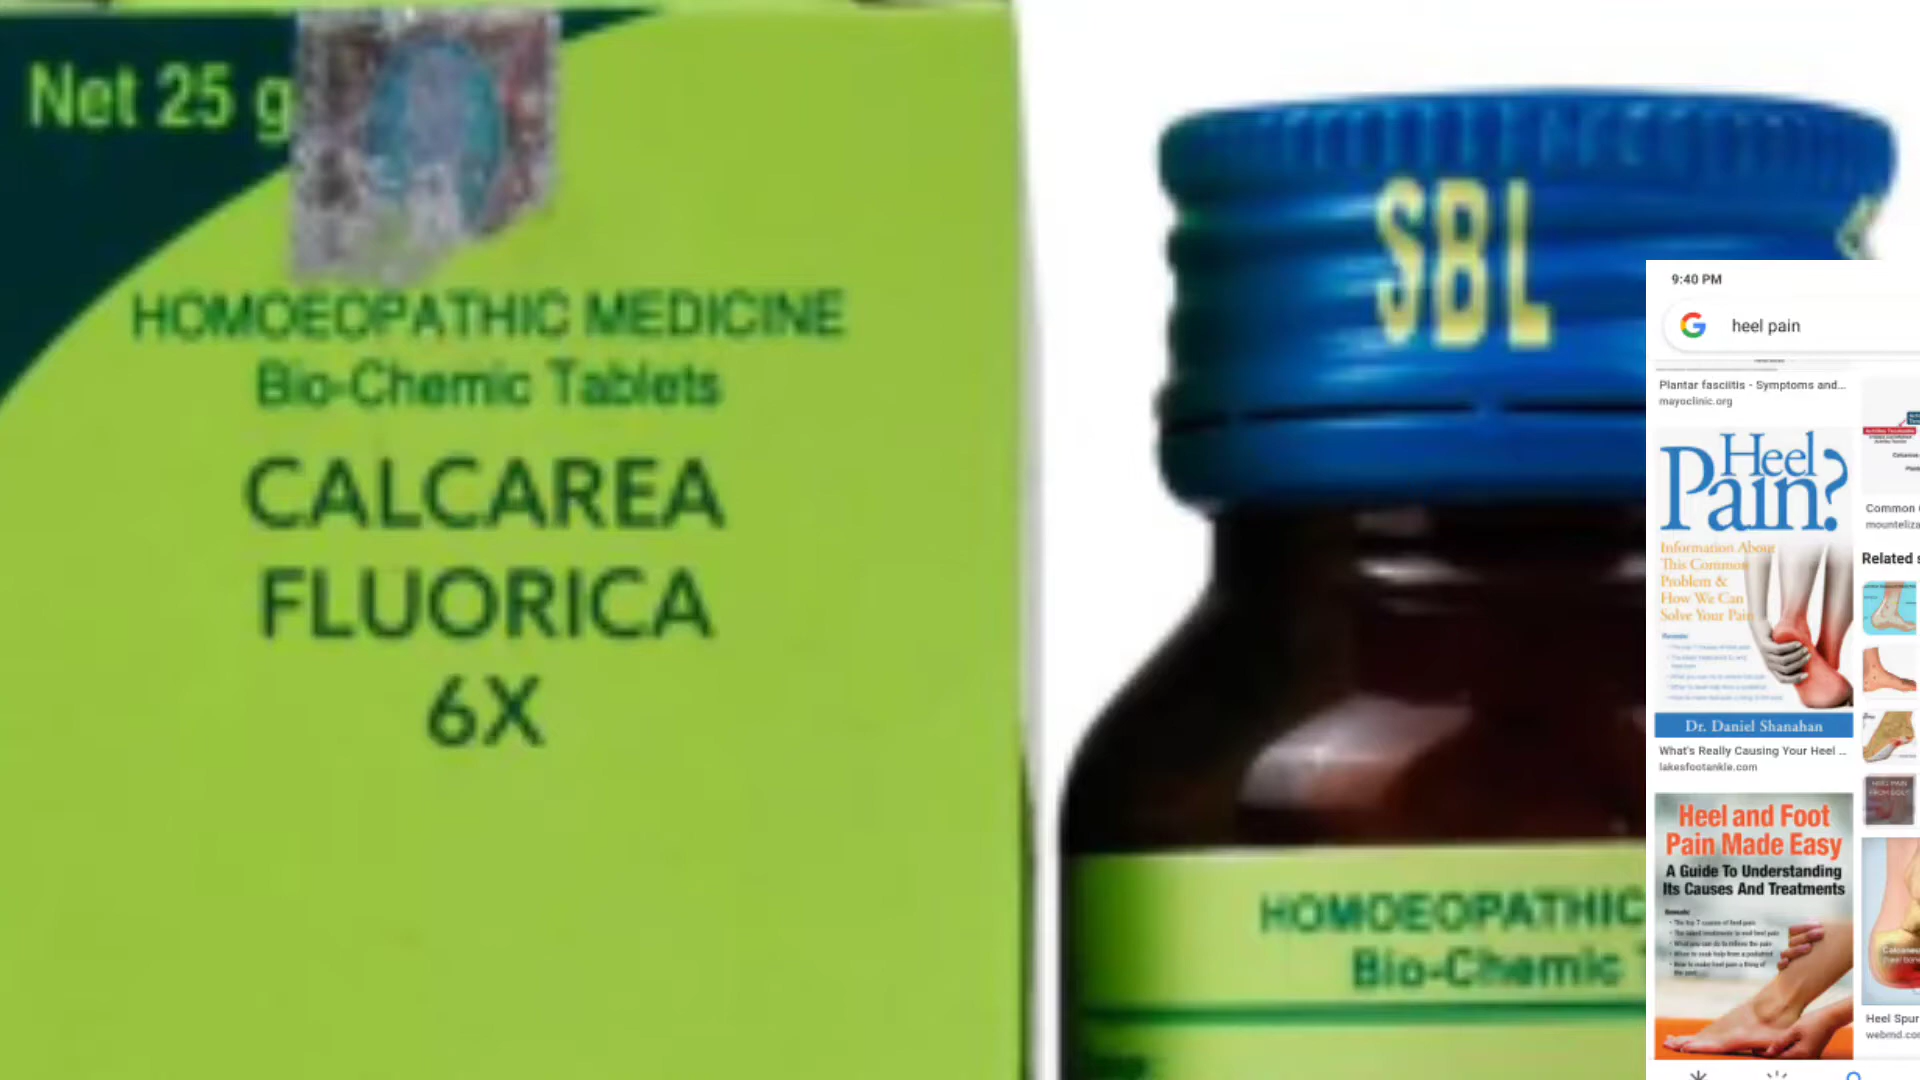 Net 25 g
HOMOEOPATHIC MEDICINE
Bio-Chemic Tablets
CALCAREA
FLUORICA
6X
SBL
HOMOEOPATHIC
Bio-Chemic
9:40 PM
heel pain
Plantar fasciitis - Symptoms and...
mayoclinic.org
Heel
Pain?
Information About
This Common
Problem &
How We Can
Solve Your Pain
Dr. Daniel Shanahan
What's Really Causing Your Heel ...
lakesfootankle.com
Heel and Foot
Pain Made Easy
A Guide To Understanding
Its Causes And Treatments
Common
mounteliza
Related s
Heel Spur
webmd.co